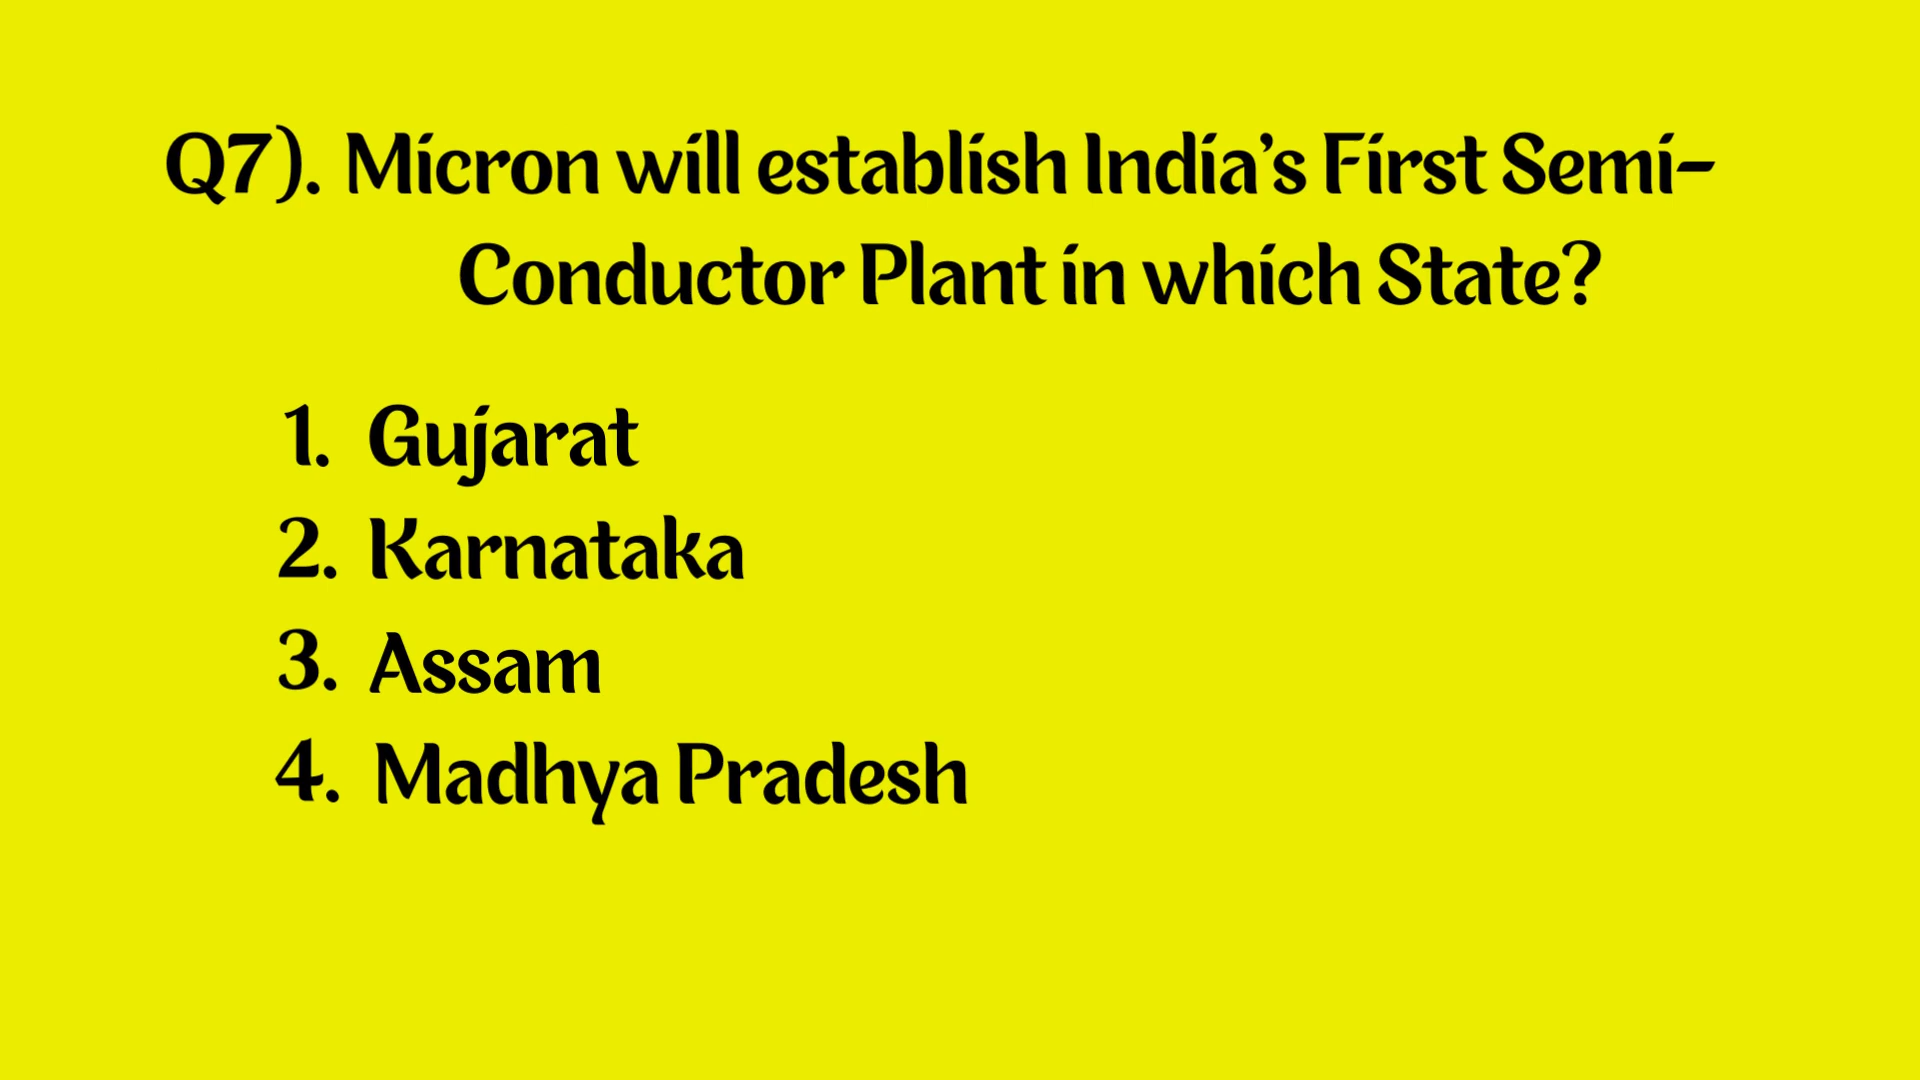 Q7). Micron will establish India’s First Semi-
Conductor Plant in which State?
1. Gujarat
2. Karnataka
3. Assam
4. Madhya Pradesh